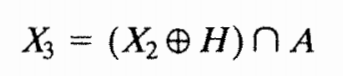 X₃ = (X₂ ⊕ H) ∩ A